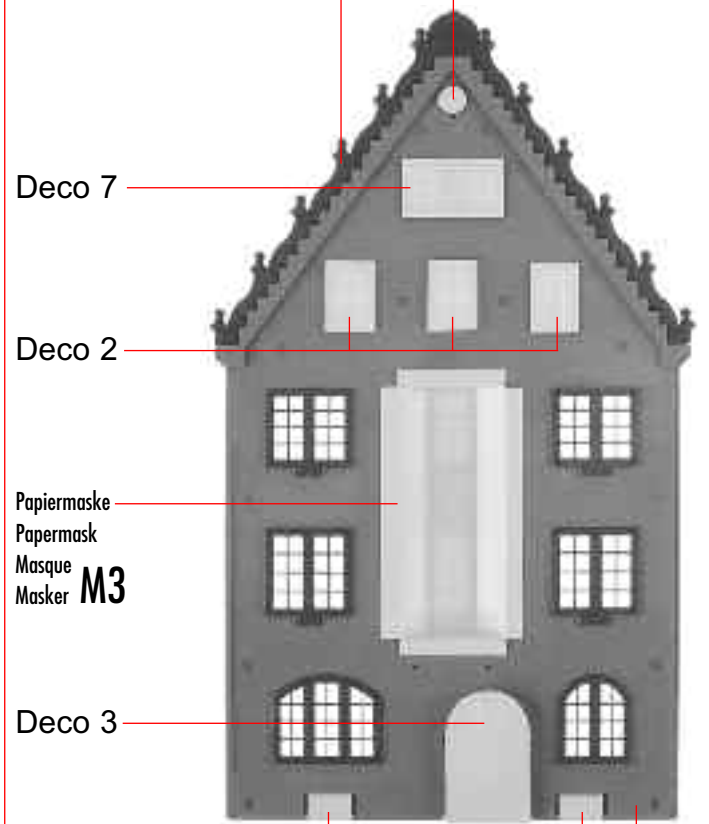 Deco 7
Deco 2
Papiermaske
Papermask
Masque
Masker M3
Deco 3